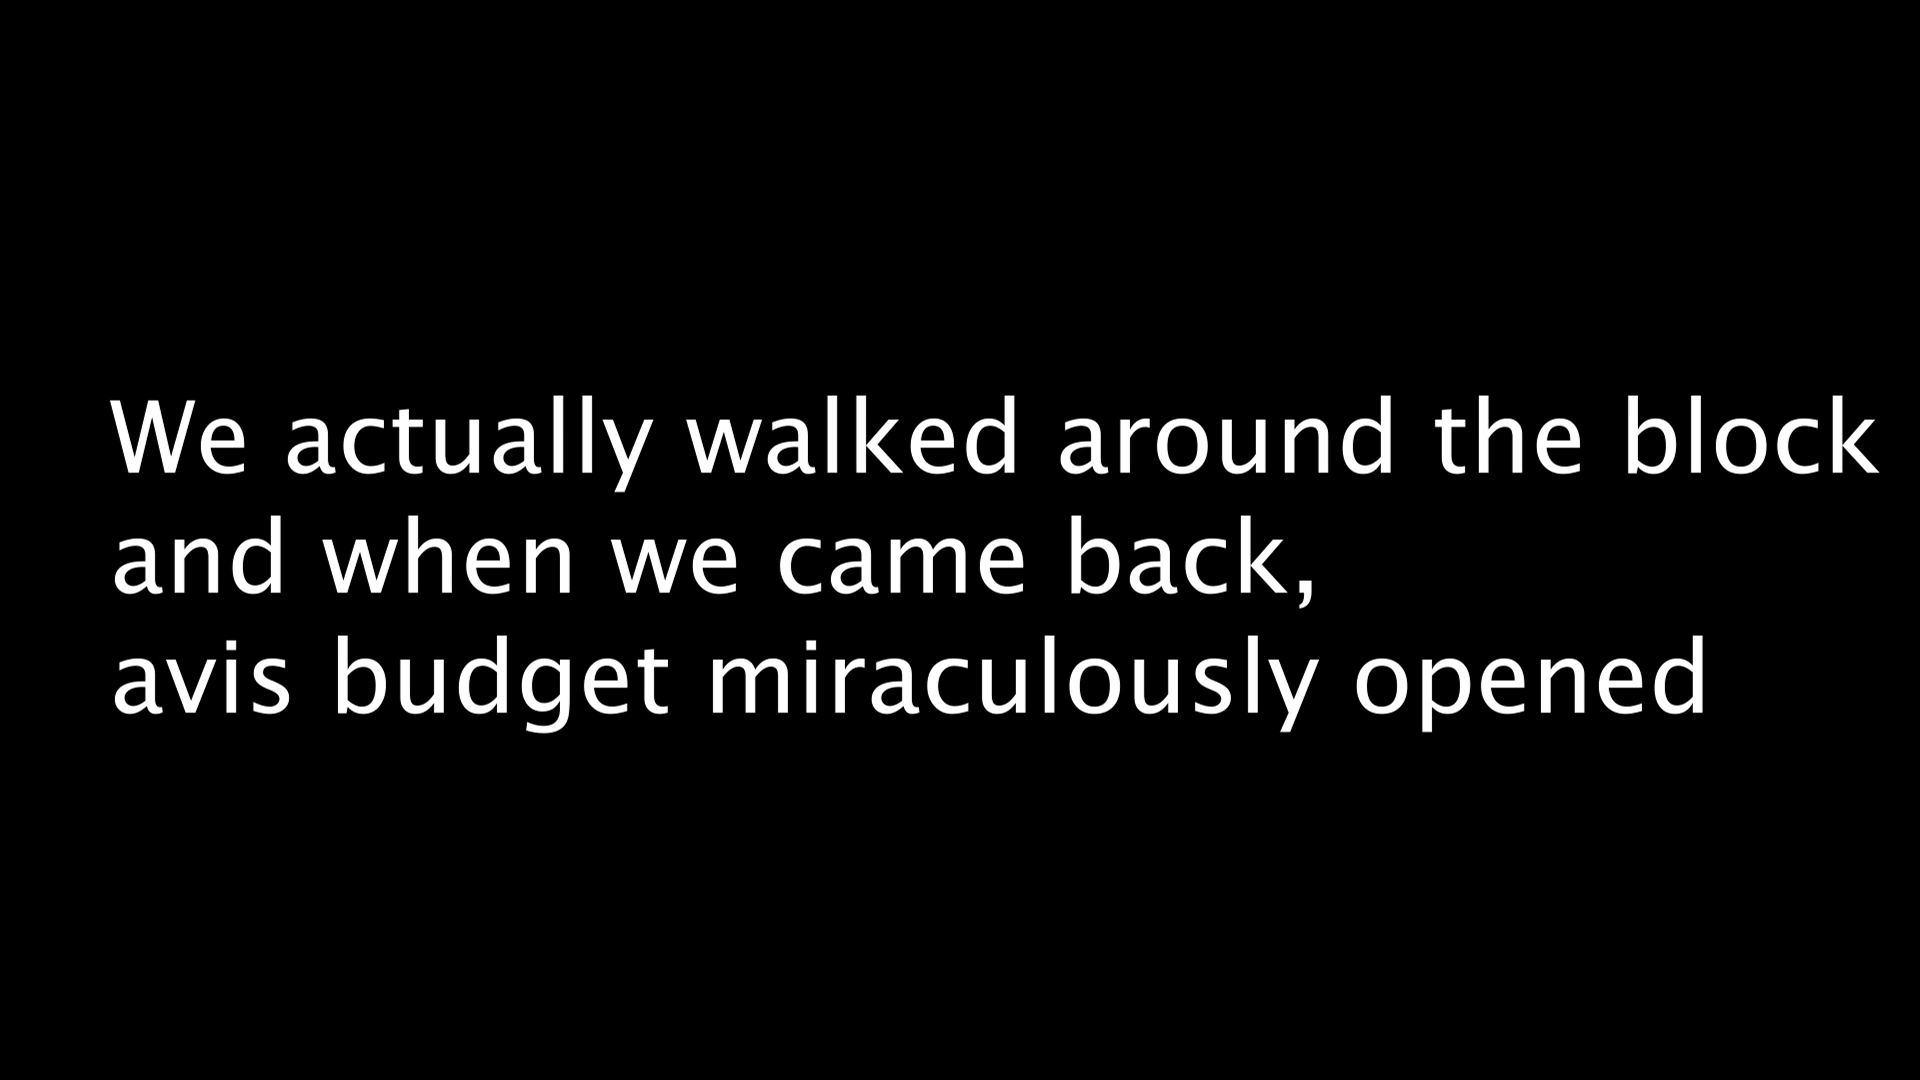 We actually walked around the block
and when we came back,
avis budget miraculously opened